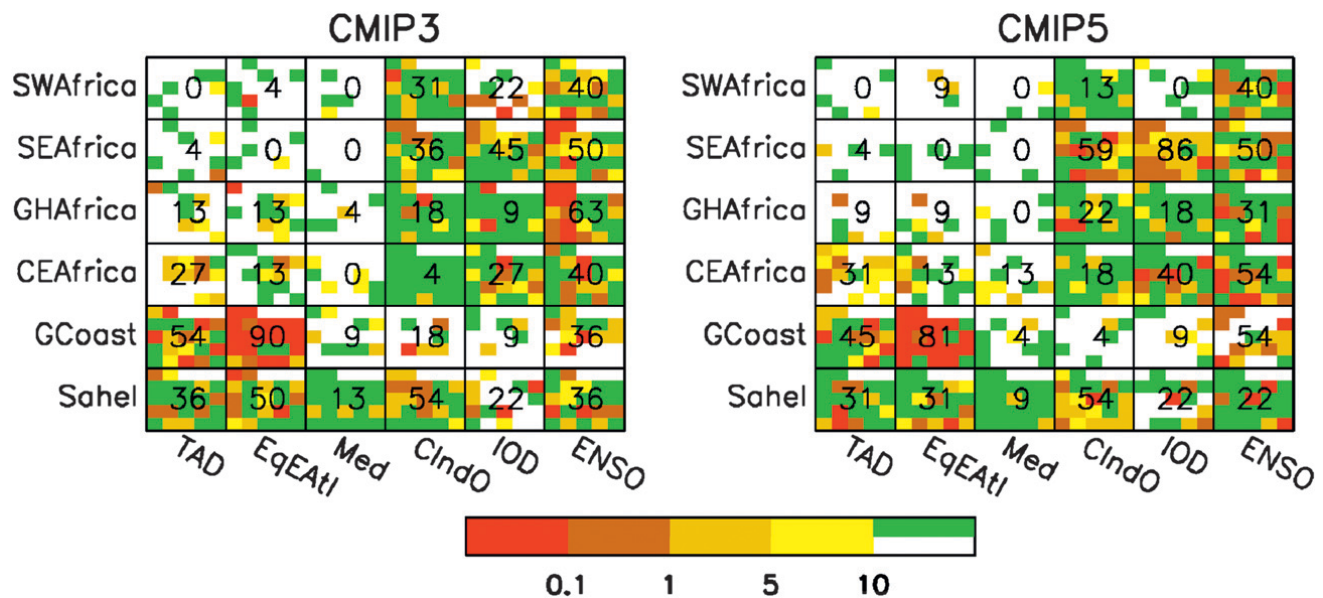 CMIP3 CMIP5
SWAfrica 0 4 0 31 22 40 SWAfrica 0 9 0 13 0 40
SEAfrica 4 0 0 36 45 50 SEAfrica 4 0 0 59 86 50
GHAfrica 13 13 4 18 9 63 GHAfrica 9 9 0 22 18 31
CEAfrica 27 13 0 4 27 40 CEAfrica 31 13 13 18 40 54
GCoast 54 90 9 18 9 36 GCoast 45 81 4 4 9 54
Sahel 36 50 13 54 22 36 Sahel 31 31 9 54 22 22
TAD EqEAtl Med CIndO IOD ENSO TAD EqEAtl Med CIndO IOD ENSO
0.1 1 5 10